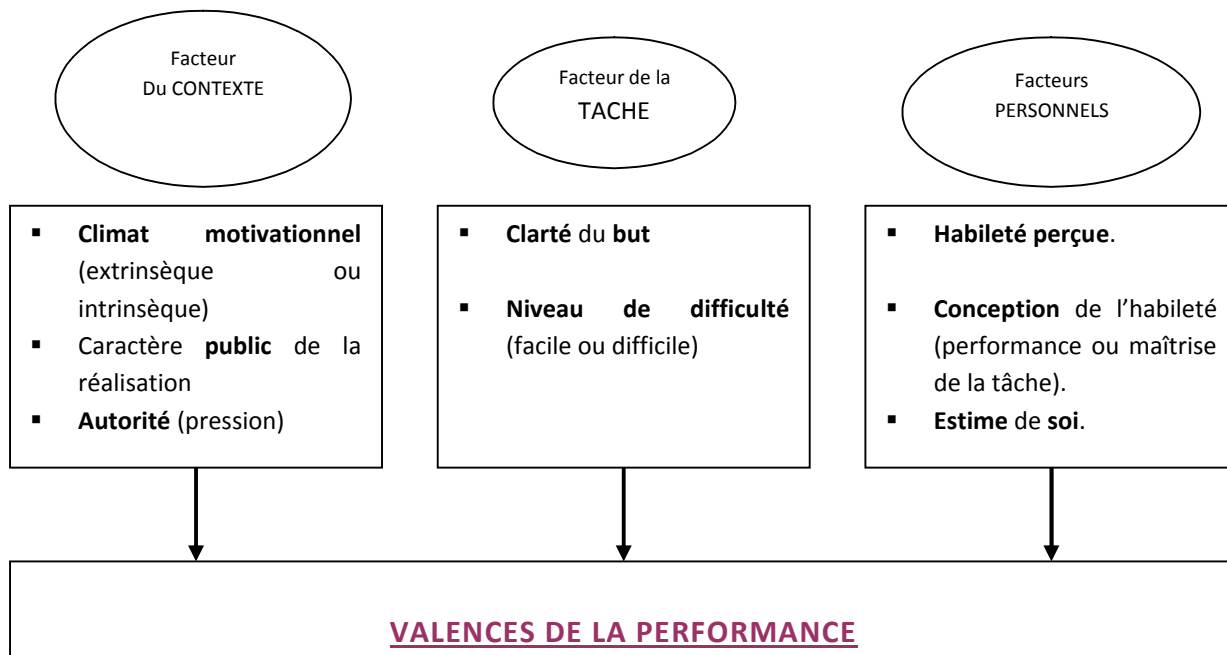 Facteur
Du CONTEXTE
Facteur de la
TACHE
Facteurs
PERSONNELS
▪ Climat motivationnel
(extrinsèque ou
intrinsèque)
▪ Caractère public de la
réalisation
▪ Autorité (pression)
▪ Clarté du but
▪ Niveau de difficulté
(facile ou difficile)
▪ Habileté perçue.
▪ Conception de l’habileté
(performance ou maîtrise
de la tâche).
▪ Estime de soi.
VALENCES DE LA PERFORMANCE